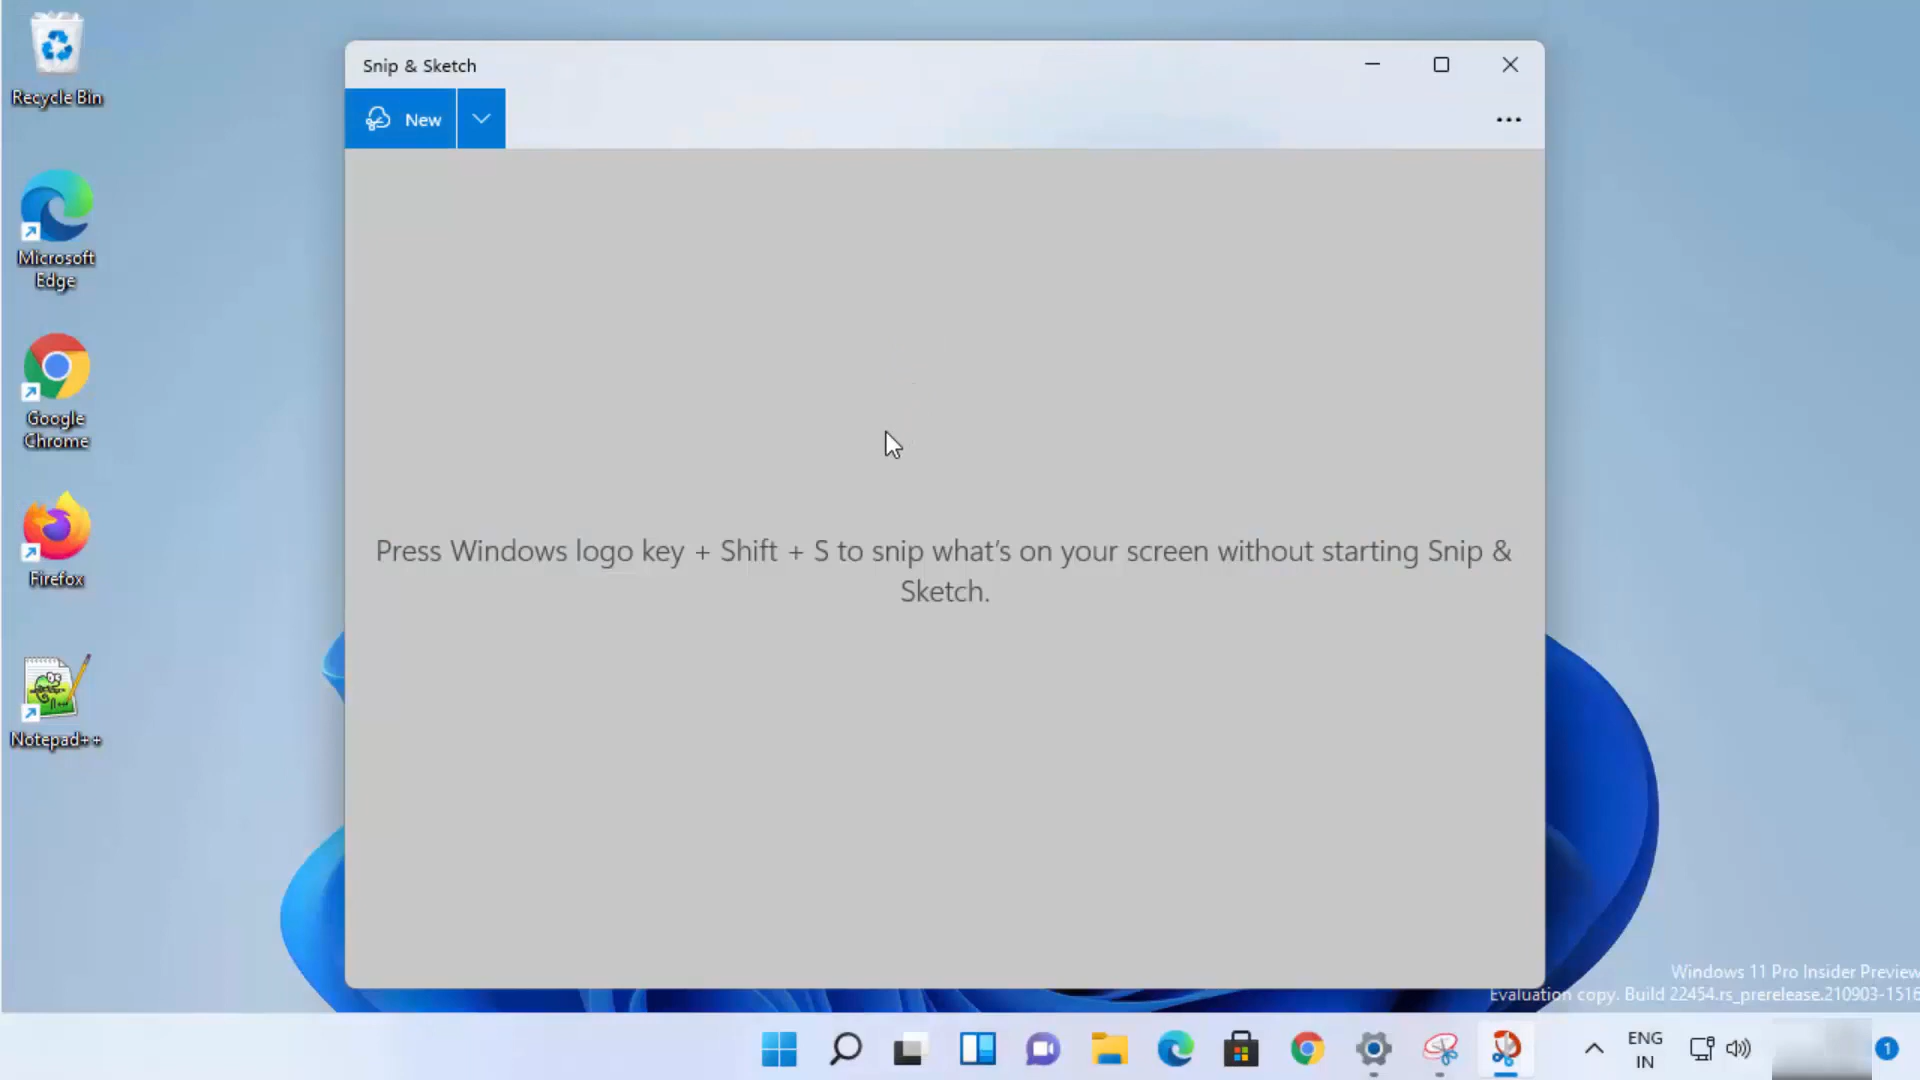 Recycle Bin
Microsoft
Edge
Google
Chrome
Firefox
Notepad++
Snip & Sketch
New
Press Windows logo key + Shift + S to snip what's on your screen without starting Snip &
Sketch.
Windows 11 Pro Insider Preview
Evaluation copy. Build 22454.rs_prerelease.210903-1516
ENG
IN
1